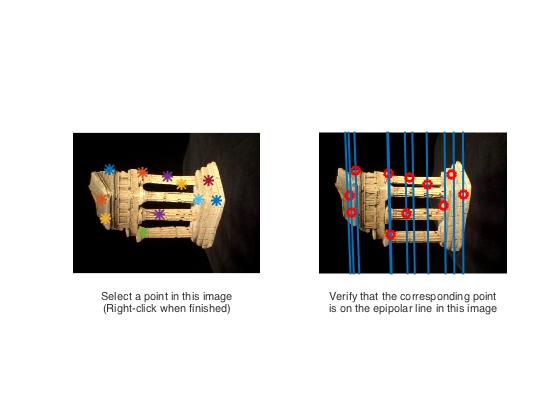 Select a point in this image
(Right-click when finished)
Verify that the corresponding point
is on the epipolar line in this image